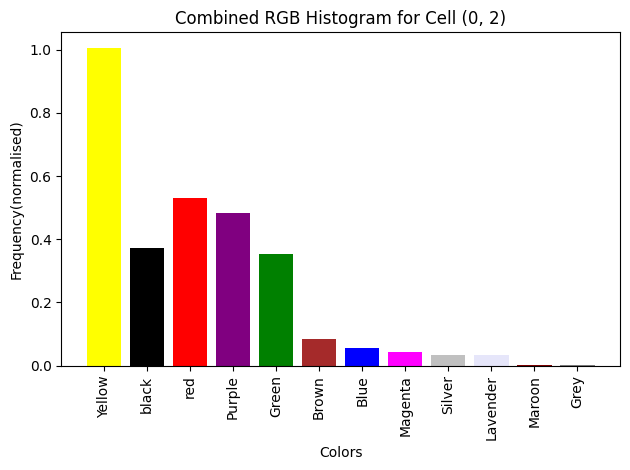 Combined RGB Histogram for Cell (0, 2)
Frequency(normalised)
1.0
0.8
0.6
0.4
0.2
0.0
Yellow
black
red
Purple
Green
Brown
Blue
Magenta
Silver
Lavender
Maroon
Grey
Colors